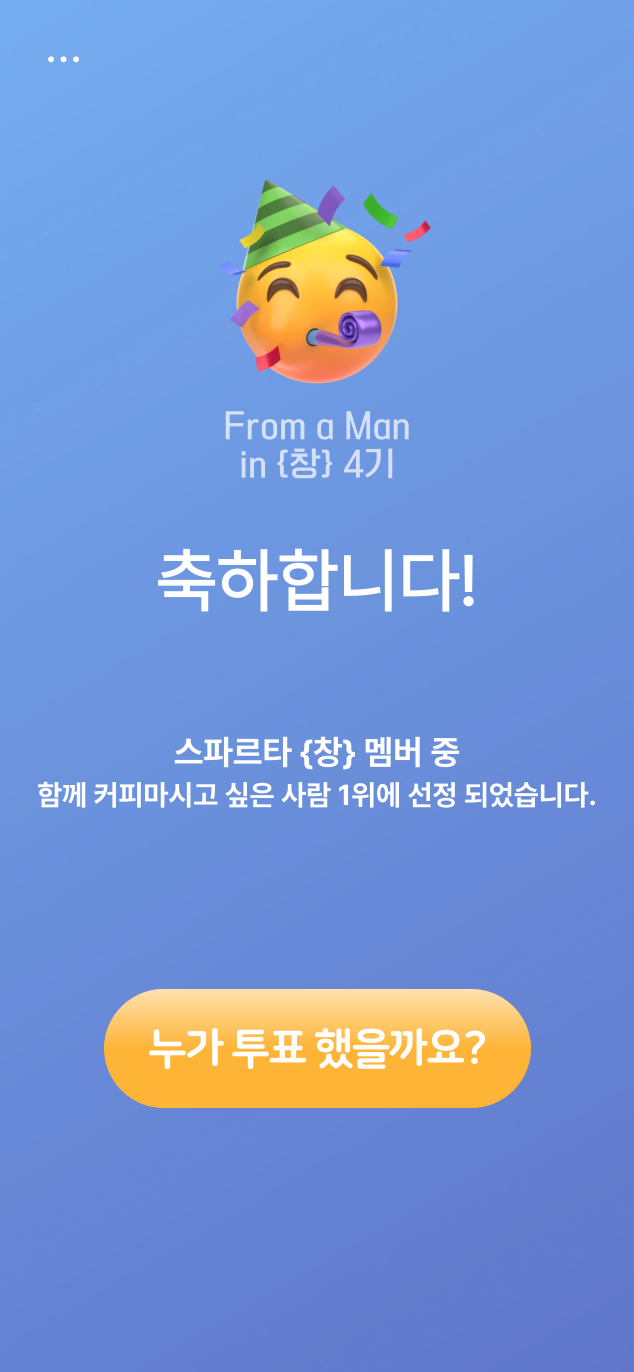 From a Man
in {창} 4기
축하합니다!
스파르타 {창} 멤버 중
함께 커피마시고 싶은 사람 1위에 선정 되었습니다.
누가 투표 했을까요?